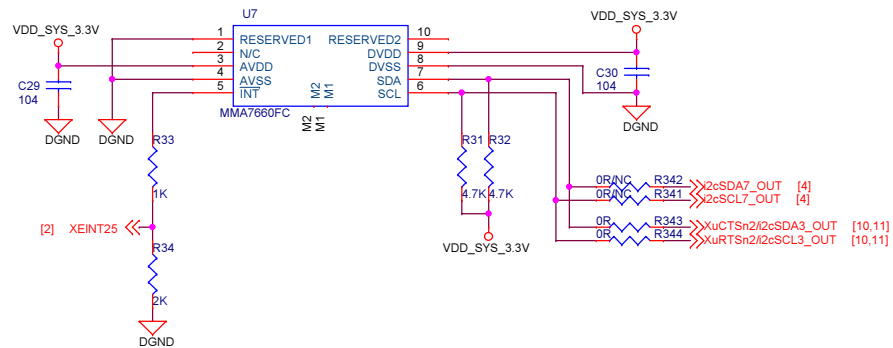 U7
VDD_SYS_3.3V
VDD_SYS_3.3V
1 RESERVED1 RESERVED2 10
2 N/C DVDD 9
3 AVDD DVSS 8
4 AVSS SDA 7
5 INT SCL 6
M2
M1
MMA7660FC
M2
M1
C29
104
C30
104
DGND
DGND
DGND
R33
1K
R31
R32
4.7K
4.7K
VDD_SYS_3.3V
0R/NC R342 i2cSDA7_OUT [4]
0R/NC R341 i2cSCL7_OUT [4]
0R R343 XuCTSn2/i2cSDA3_OUT [10,11]
0R R344 XuRTSn2/i2cSCL3_OUT [10,11]
[2] XEINT25
R34
2K
DGND